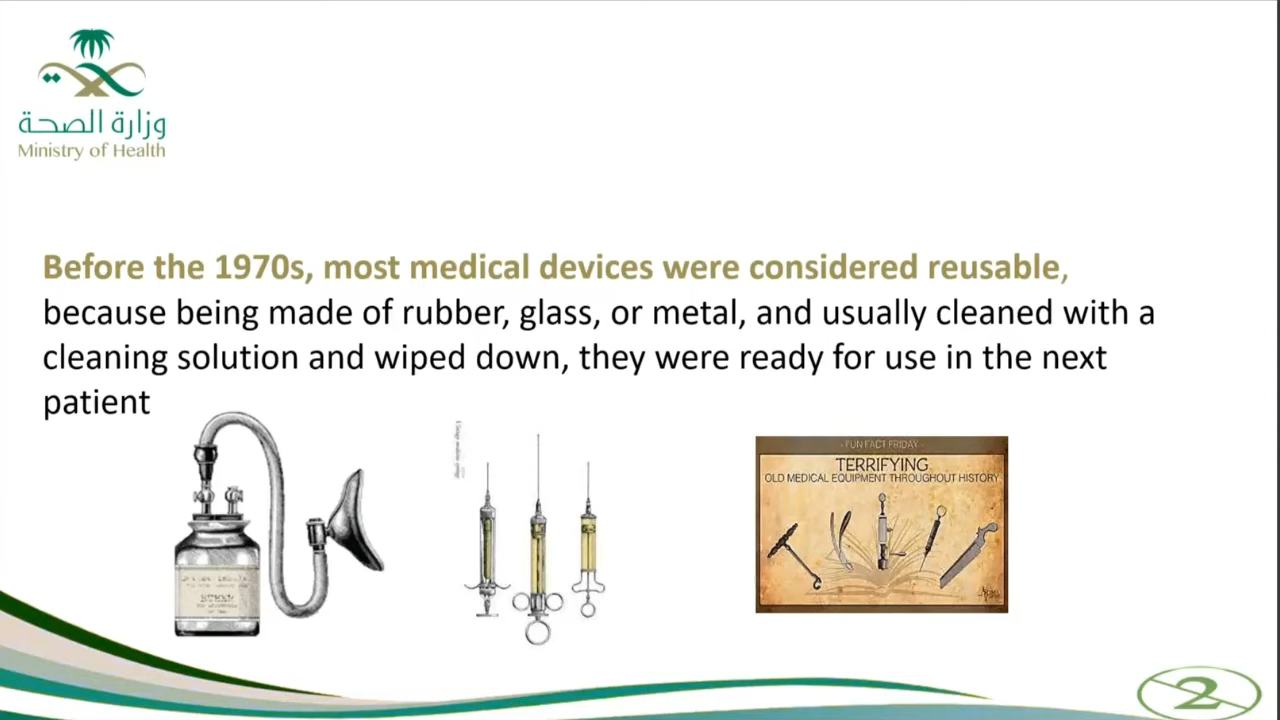 وزارة الصحة
Ministry of Health
Before the 1970s, most medical devices were considered reusable,
because being made of rubber, glass, or metal, and usually cleaned with a
cleaning solution and wiped down, they were ready for use in the next
patient
- FUN FACT FRIDAY -
TERRIFYING
OLD MEDICAL EQUIPMENT THROUGHOUT HISTORY
2